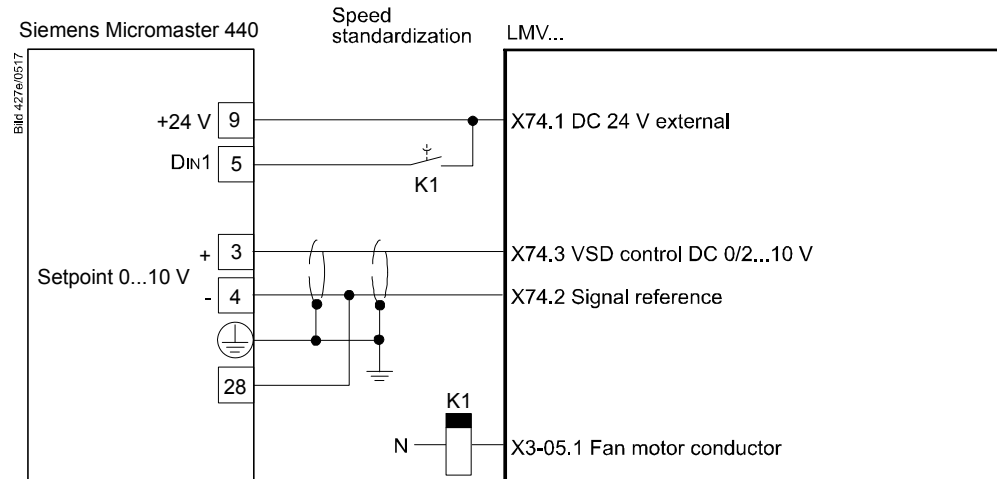 Siemens Micromaster 440
Speed
standardization
LMV...
Bild 427e/0517
+24 V 9
X74.1 DC 24 V external
DIN1 5
K1
+ 3
X74.3 VSD control DC 0/2...10 V
Setpoint 0...10 V
- 4
X74.2 Signal reference
28
K1
N
X3-05.1 Fan motor conductor